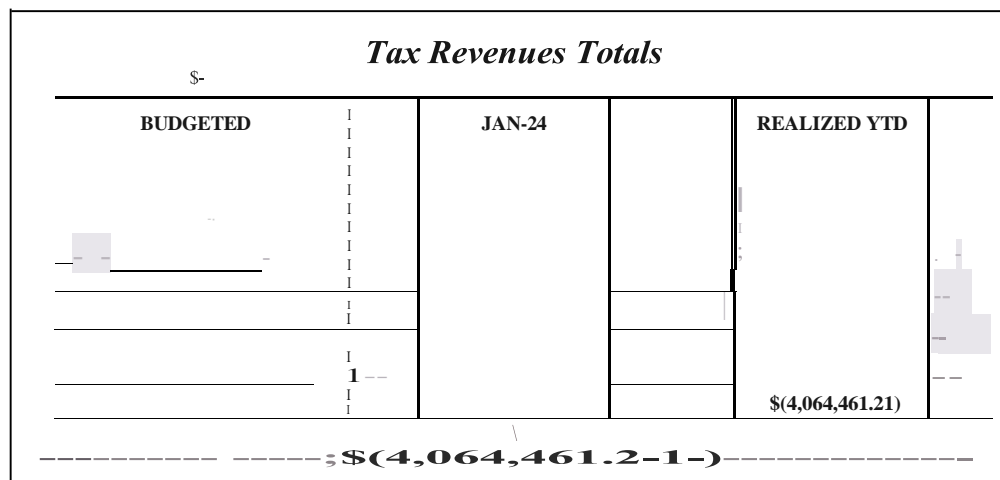 Tax Revenues Totals
$-
BUDGETED JAN-24 REALIZED YTD
1
$(4,064,461.21)
;$(4,064,461.2-1-)